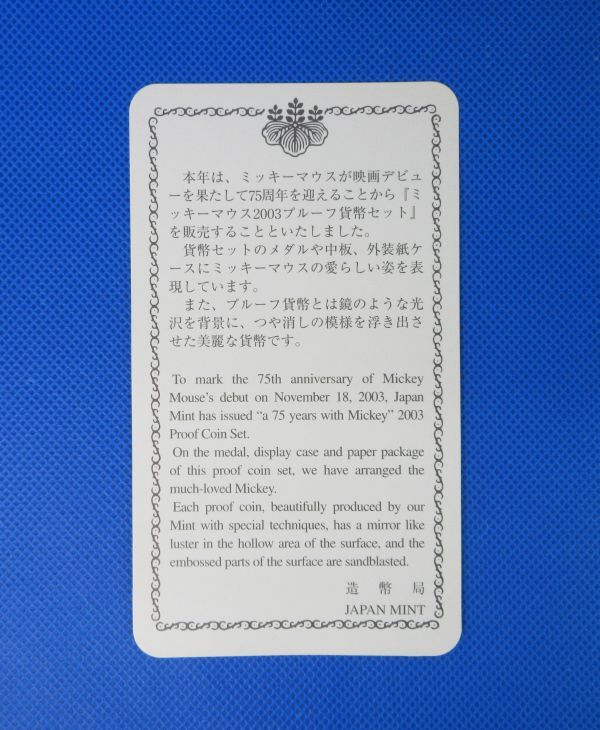 本年は、ミッキーマウスが映画デビュ
ーを果たして75周年を迎えることから『ミ
ッキーマウス2003プルーフ貨幣セット』
を販売することといたしました。
貨幣セットのメダルや中板、外装紙ケ
ースにミッキーマウスの愛らしい姿を表
現しています。
また、プルーフ貨幣とは鏡のような光
沢を背景に、つや消しの模様を浮き出さ
せた美麗な貨幣です。
To mark the 75th anniversary of Mickey
Mouse's debut on November 18, 2003, Japan
Mint has issued “a 75 years with Mickey” 2003
Proof Coin Set.
On the medal, display case and paper package
of this proof coin set, we have arranged the
much-loved Mickey.
Each proof coin, beautifully produced by our
Mint with special techniques, has a mirror like
luster in the hollow area of the surface, and the
embossed parts of the surface are sandblasted.
造幣局
JAPAN MINT